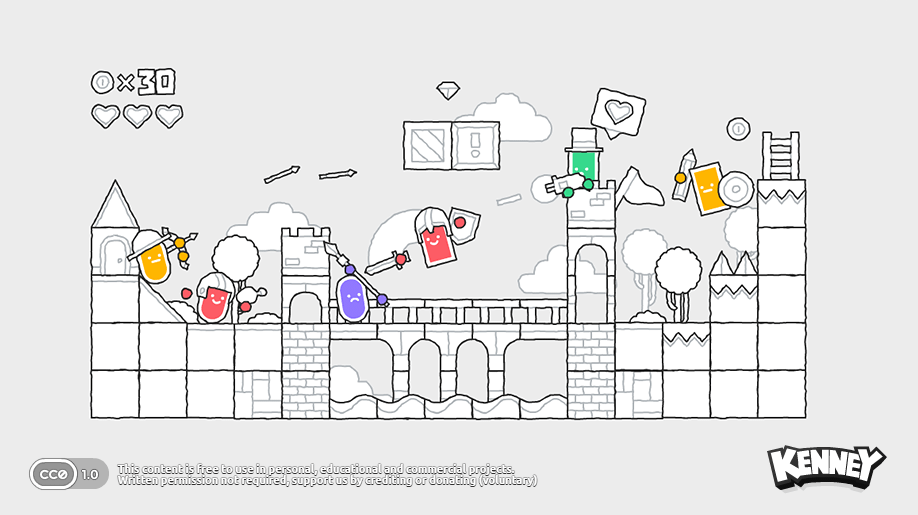 ×30
CC0 1.0
This content is free to use in personal, educational and commercial projects.
Written permission not required, support us by crediting or donating (voluntary)
KENNEY